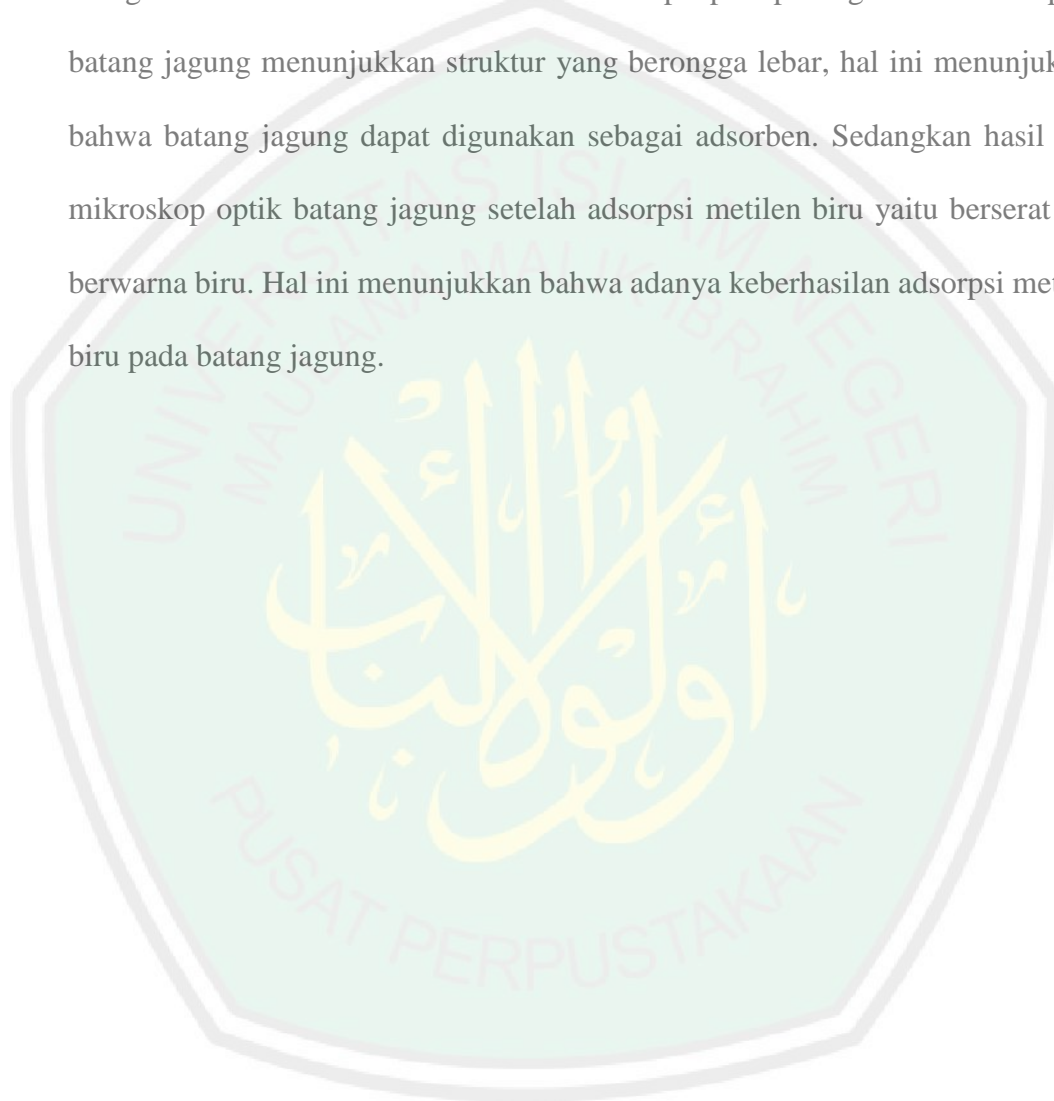 batang jagung menunjukkan struktur yang berongga lebar, hal ini menunjuk
bahwa batang jagung dapat digunakan sebagai adsorben. Sedangkan hasil
mikroskop optik batang jagung setelah adsorpsi metilen biru yaitu berserat
berwarna biru. Hal ini menunjukkan bahwa adanya keberhasilan adsorpsi met
biru pada batang jagung.
UNIVERSITAS ISLAM NEGERI
MAULANA MALIK IBRAHIM
أولوا الألباب
PUSAT PERPUSTAKAAN